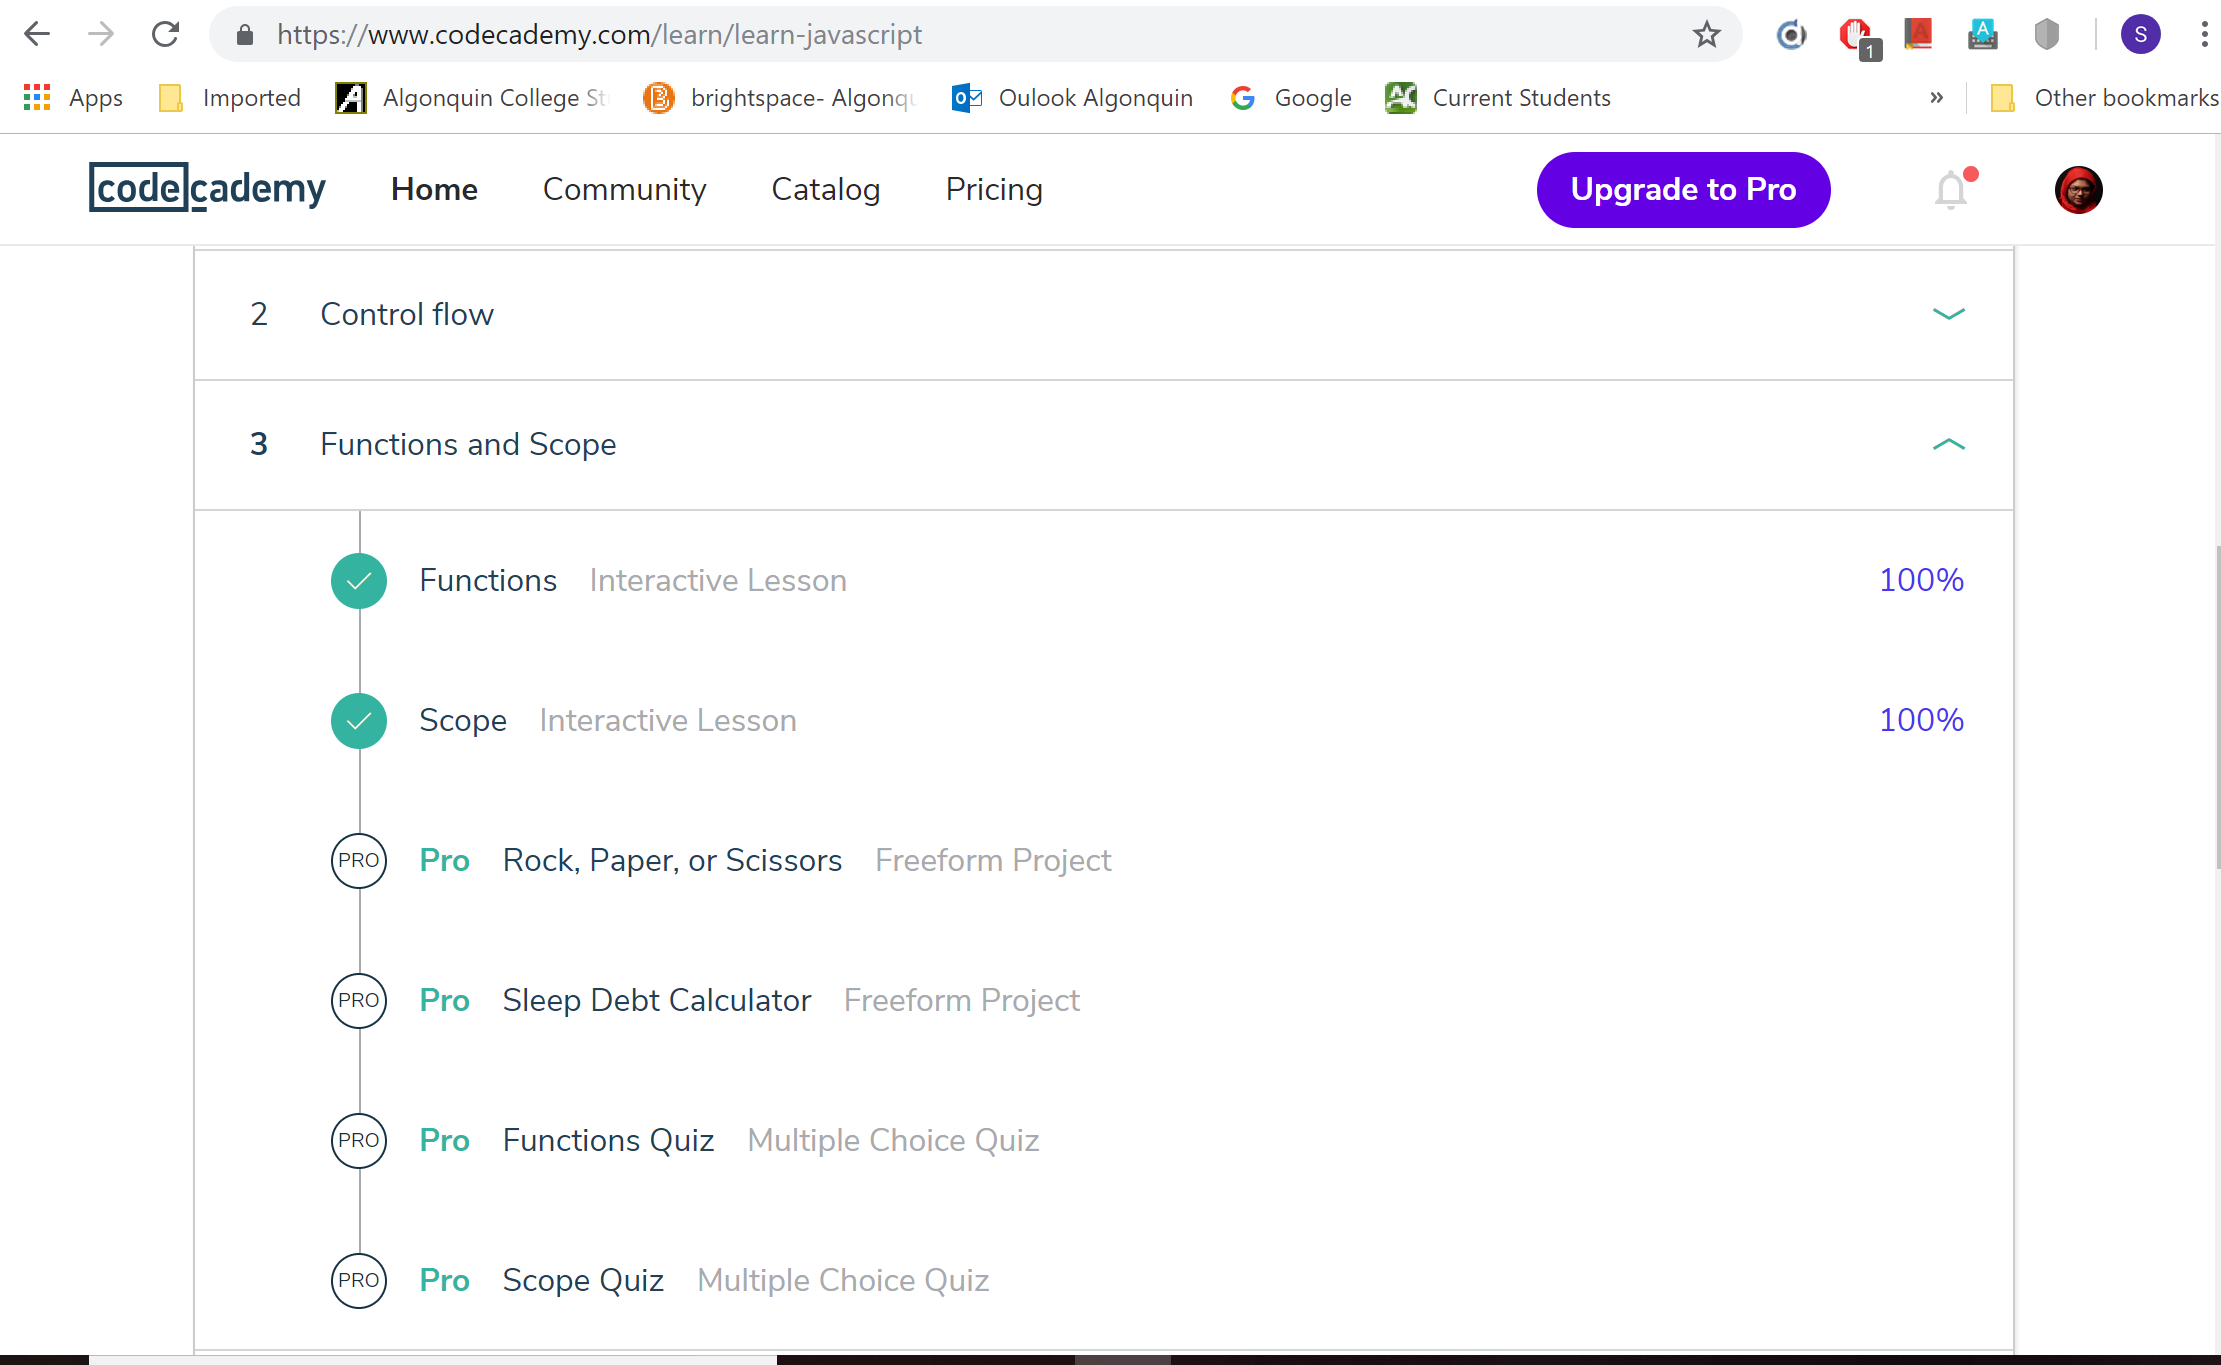 https://www.codecademy.com/learn/learn-javascript
1
S
Apps Imported Algonquin College brightspace- Oulook Algonquin Google Current Students » Other bookmarks
codecademy Home Community Catalog Pricing Upgrade to Pro
2 Control flow
3 Functions and Scope
Functions Interactive Lesson 100%
Scope Interactive Lesson 100%
PRO Pro Rock, Paper, or Scissors Freeform Project
PRO Pro Sleep Debt Calculator Freeform Project
PRO Pro Functions Quiz Multiple Choice Quiz
PRO Pro Scope Quiz Multiple Choice Quiz